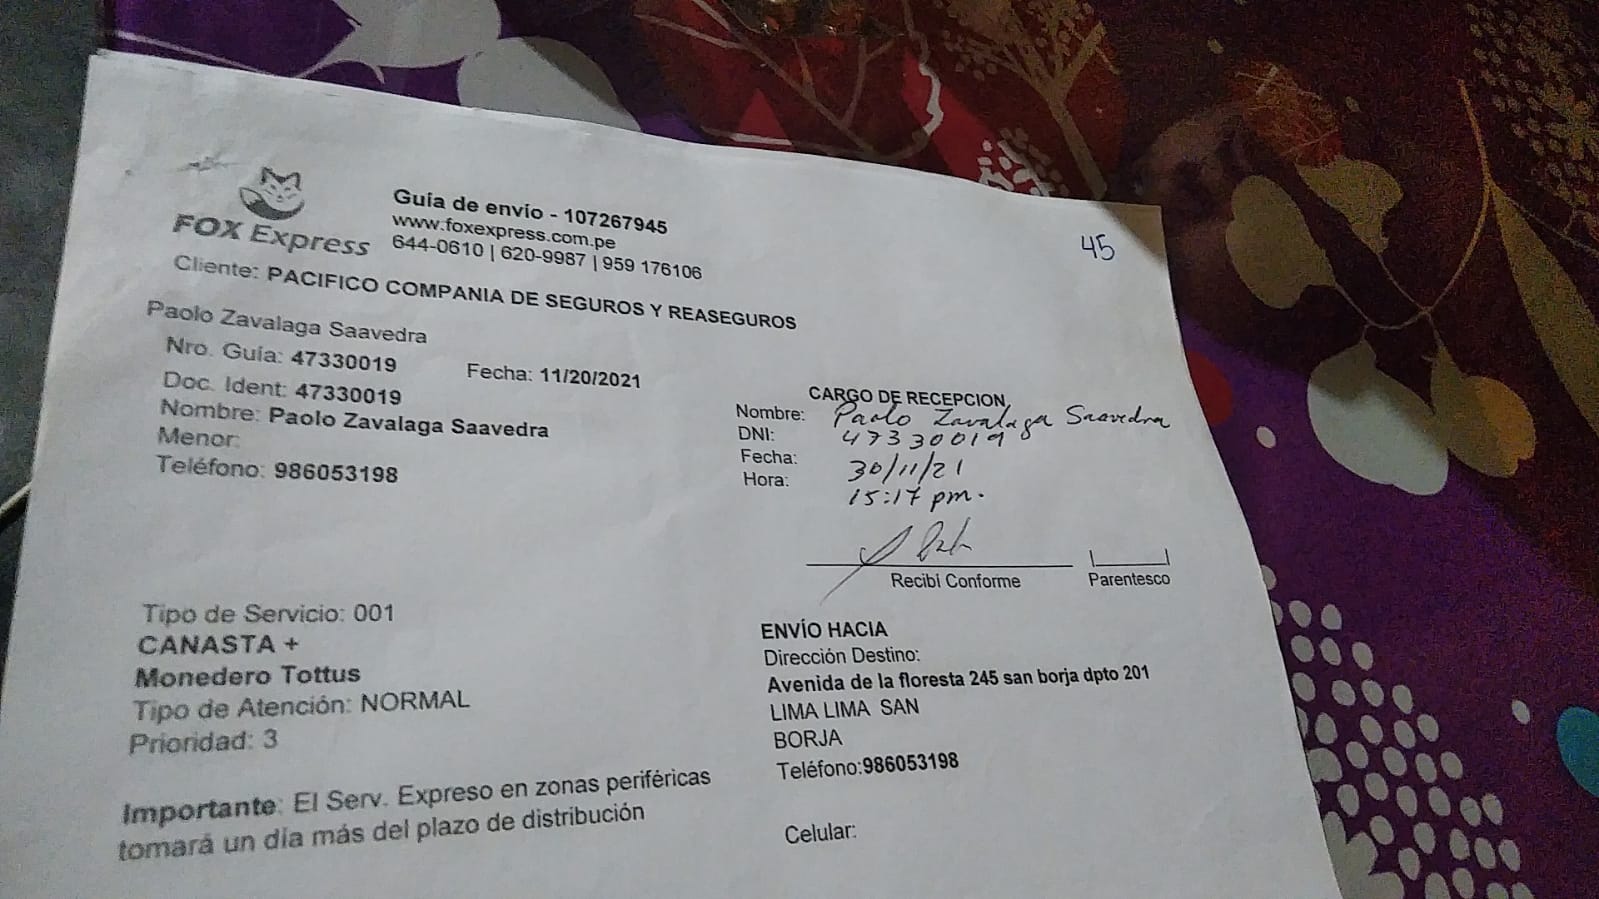 FOX Express
Guía de envío - 107267945
www.foxexpress.com.pe
644-0610 | 620-9987 | 959 176106
45
Cliente: PACIFICO COMPANIA DE SEGUROS Y REASEGUROS
Paolo Zavalaga Saavedra
Nro. Guía: 47330019 Fecha: 11/20/2021
Doc. Ident: 47330019
Nombre: Paolo Zavalaga Saavedra
Menor:
Teléfono: 986053198
CARGO DE RECEPCION
Nombre: Paolo Zavalaga Saavedra
DNI: 47330019
Fecha: 30/11/21
Hora: 15:17 pm.
Recibí Conforme Parentesco
Tipo de Servicio: 001
CANASTA +
Monedero Tottus
Tipo de Atención: NORMAL
Prioridad: 3
Importante: El Serv. Expreso en zonas periféricas
tomará un día más del plazo de distribución
ENVÍO HACIA
Dirección Destino:
Avenida de la floresta 245 san borja dpto 201
LIMA LIMA SAN
BORJA
Teléfono:986053198
Celular: